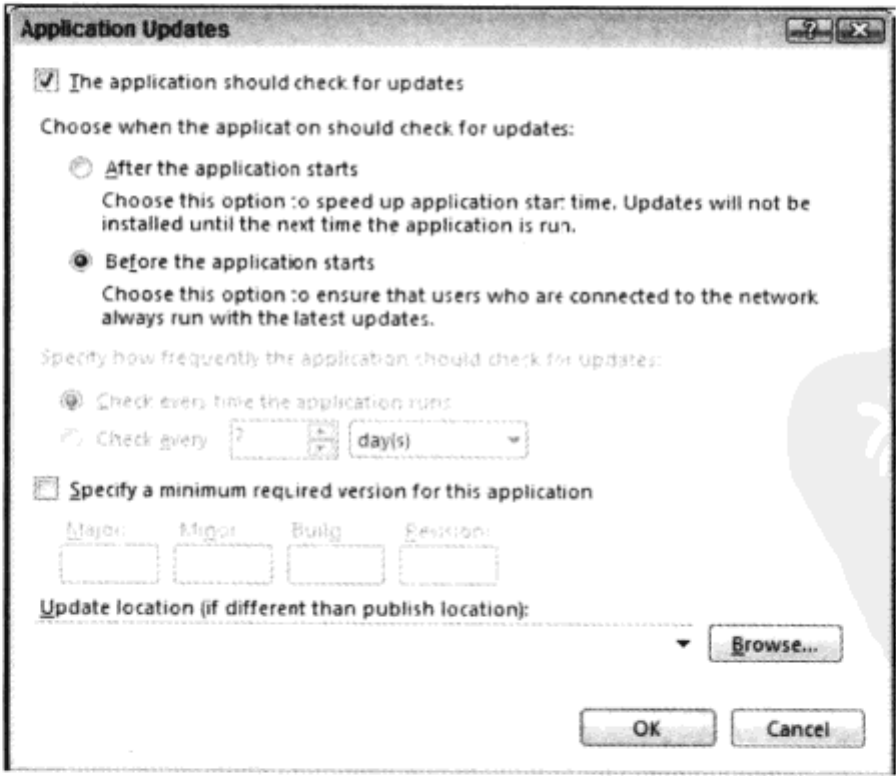 Application Updates
The application should check for updates
Choose when the applicat on should check for updates:
After the application starts
Choose this option to speed up application start time. Updates will not be
installed until the next time the application is run.
Before the application starts
Choose this option to ensure that users who are connected to the network
always run with the latest updates.
Specify how frequently the application should check for updates:
Check every time the application runs
Check every 7 day(s)
Specify a minimum required version for this application
Major: Minor Build Revision:
Update location (if different than publish location):
Browse...
OK Cancel